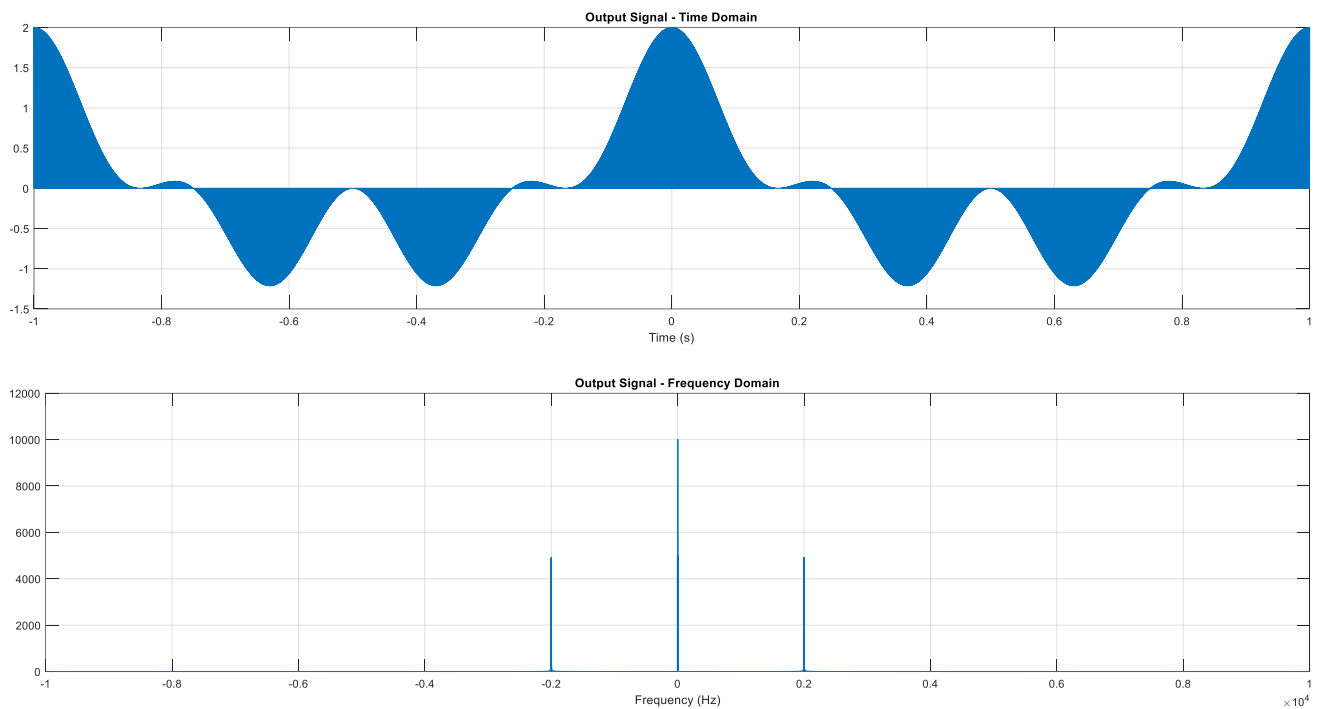 Output Signal - Time Domain
2
1.5
1
0.5
0
-0.5
-1
-1.5
-1 -0.8 -0.6 -0.4 -0.2 0 0.2 0.4 0.6 0.8 1
Time (s)
Output Signal - Frequency Domain
12000
10000
8000
6000
4000
2000
0
-1 -0.8 -0.6 -0.4 -0.2 0 0.2 0.4 0.6 0.8 1
Frequency (Hz)
×10⁴